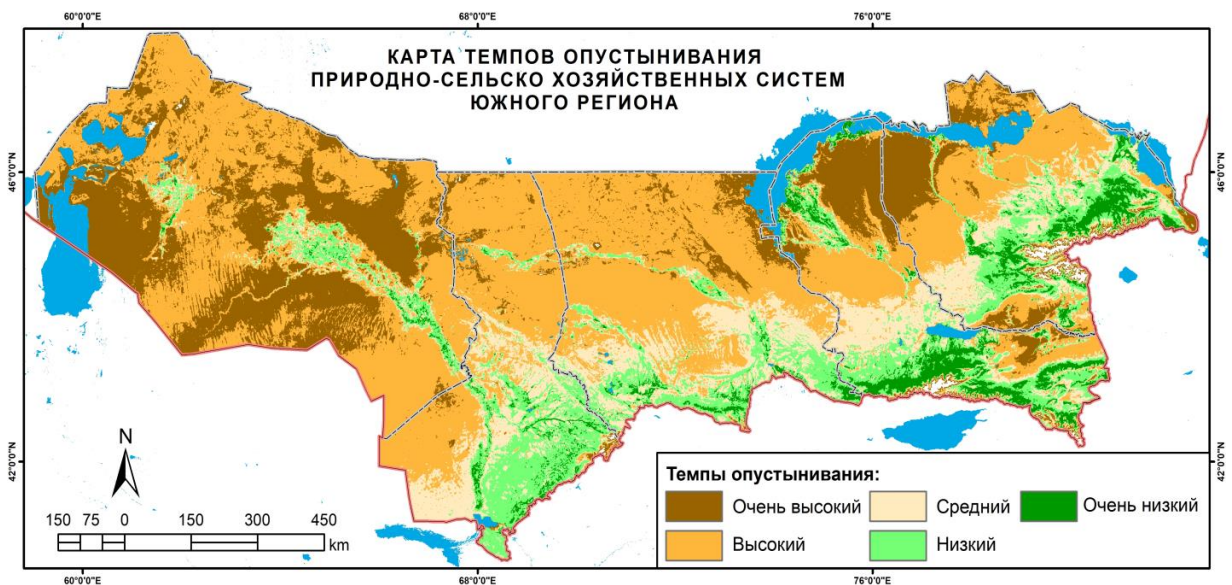 60°0'0"E 68°0'0"E 76°0'0"E
КАРТА ТЕМПОВ ОПУСТЫНИВАНИЯ
ПРИРОДНО-СЕЛЬСКО ХОЗЯЙСТВЕННЫХ СИСТЕМ
ЮЖНОГО РЕГИОНА
46°0'0"N 46°0'0"N
N
42°0'0"N 42°0'0"N
150 75 0 150 300 450
km
Темпы опустынивания:
Очень высокий Средний Очень низкий
Высокий Низкий
60°0'0"E 68°0'0"E 76°0'0"E